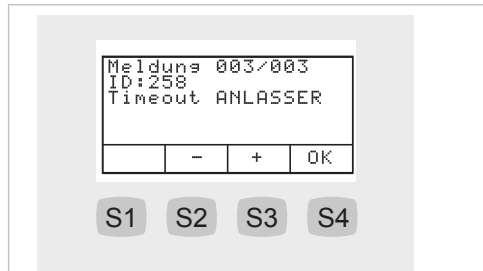 Meldung 003/003
ID:258
Timeout ANLASSER
- + OK
S1 S2 S3 S4